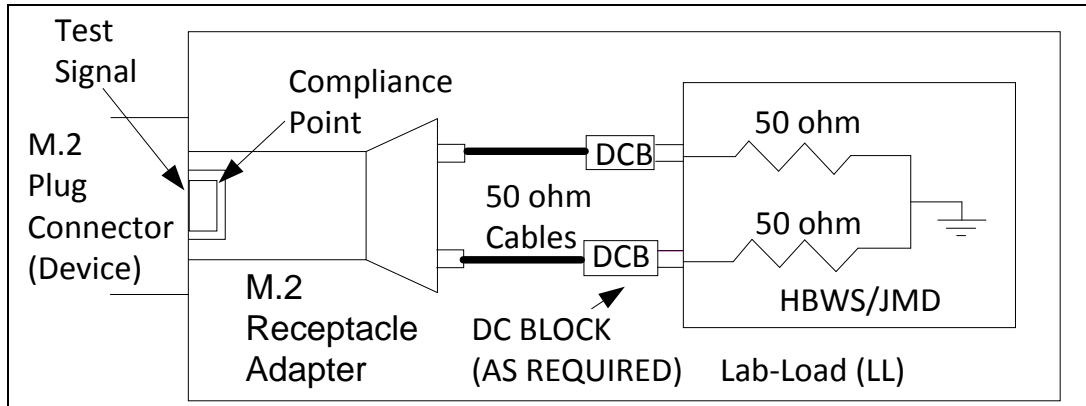 Test
Signal
Compliance
Point
M.2
Plug
Connector
(Device)
M.2
Receptacle
Adapter
50 ohm
Cables
DCB
DCB
DC BLOCK
(AS REQUIRED)
50 ohm
50 ohm
HBWS/JMD
Lab-Load (LL)